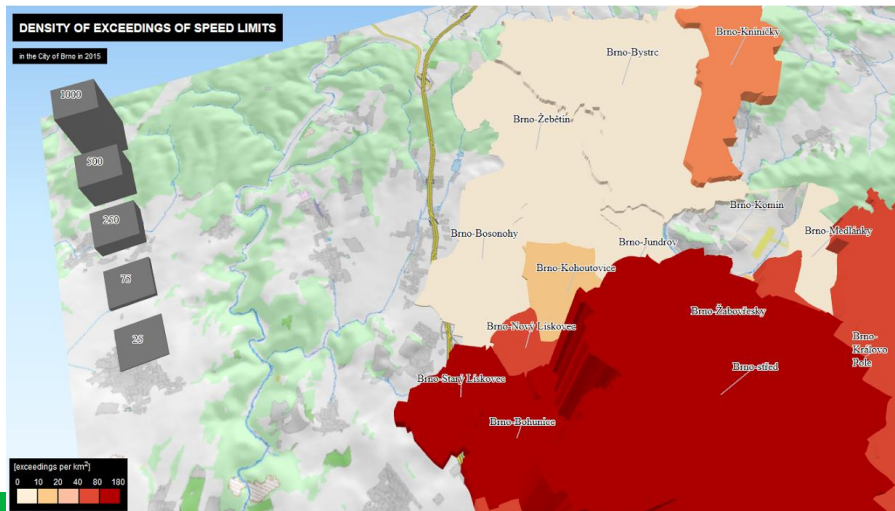 DENSITY OF EXCEEDINGS OF SPEED LIMITS
in the City of Brno in 2015
1000
500
250
75
25
Brno-Kníničky
Brno-Bystrc
Brno-Žebětín
Brno-Komín
Brno-Medlánky
Brno-Bosonohy
Brno-Jundrov
Brno-Kohoutovice
Brno-Žabovřesky
Brno-Nový Lískovec
Brno-
Královo
Pole
Brno-střed
Brno-Starý Lískovec
Brno-Bohunice
[exceedings per km²]
0 10 20 40 80 180